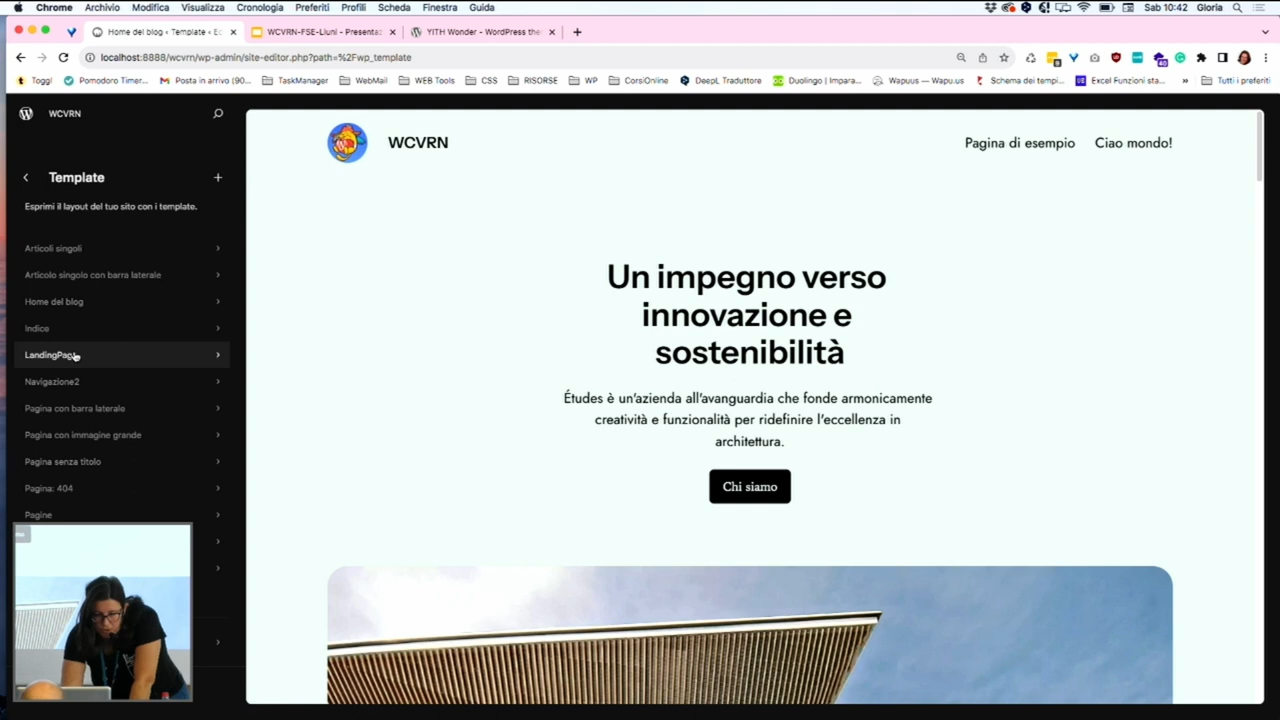 Chrome Archivio Modifica Visualizza Cronologia Preferiti Profili Scheda Finestra Guida Sab 10:42 Gloria
Home del blog ‹ Template ‹ Ec WCVRN-FSE-Lluni - Presentaz YITH Wonder - WordPress the
localhost:8888/wcvrn/wp-admin/site-editor.php?path=%2Fwp_template
Toggl Pomodoro Timer... Posta in arrivo (90... TaskManager WebMail WEB Tools CSS RISORSE WP CorsiOnline DeepL Traduttore Duolingo | Impara... Wapuus — Wapu.us Schema dei tempi... Excel Funzioni sta... » Tutti i preferiti
WCVRN
Template
Esprimi il layout del tuo sito con i template.
Articoli singoli
Articolo singolo con barra laterale
Home del blog
Indice
LandingPage
Navigazione2
Pagina con barra laterale
Pagina con immagine grande
Pagina senza titolo
Pagina: 404
Pagine
WCVRN
Pagina di esempio Ciao mondo!
Un impegno verso
innovazione e
sostenibilità
Études è un'azienda all'avanguardia che fonde armonicamente
creatività e funzionalità per ridefinire l'eccellenza in
architettura.
Chi siamo